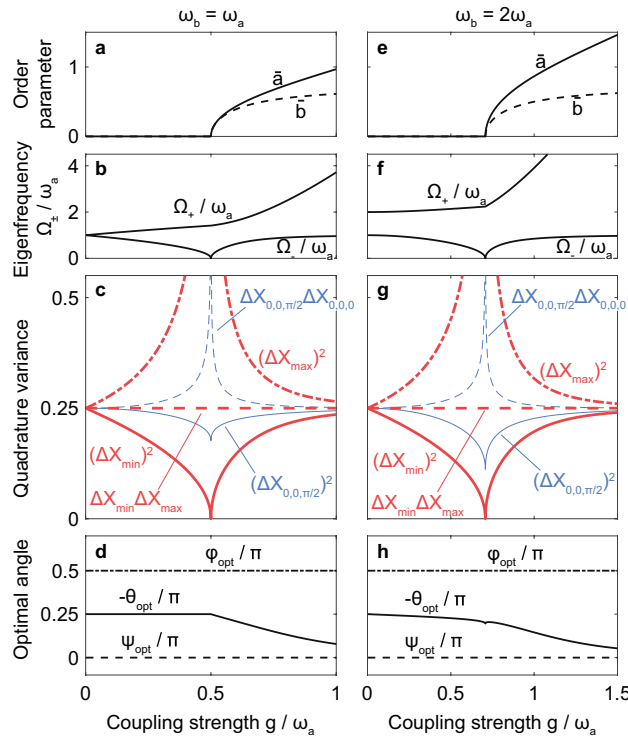 ω_b = ω_a
ω_b = 2ω_a
a
e
Order parameter
1
0
ā
b̄
ā
b̄
b
f
Eigenfrequency Ω_± / ω_a
4
2
0
Ω_+ / ω_a
Ω_- / ω_a
Ω_+ / ω_a
Ω_- / ω_a
c
g
Quadrature variance
0.5
0.25
0
ΔX_{0,0,π/2}ΔX_{0,0,0}
(ΔX_max)²
(ΔX_min)²
ΔX_minΔX_max
(ΔX_{0,0,π/2})²
ΔX_{0,0,π/2}ΔX_{0,0,0}
(ΔX_max)²
(ΔX_min)²
ΔX_minΔX_max
(ΔX_{0,0,π/2})²
d
h
Optimal angle
0.5
0.25
0
φ_opt / π
-θ_opt / π
ψ_opt / π
φ_opt / π
-θ_opt / π
ψ_opt / π
0 0.5 1
0 0.5 1 1.5
Coupling strength g / ω_a
Coupling strength g / ω_a